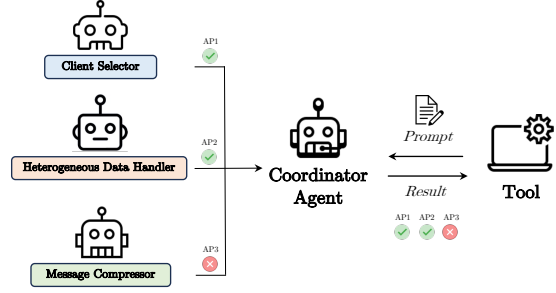 AP1
Client Selector
AP2
Heterogeneous Data Handler
AP3
Message Compressor
Coordinator
Agent
Prompt
Result
AP1 AP2 AP3
Tool